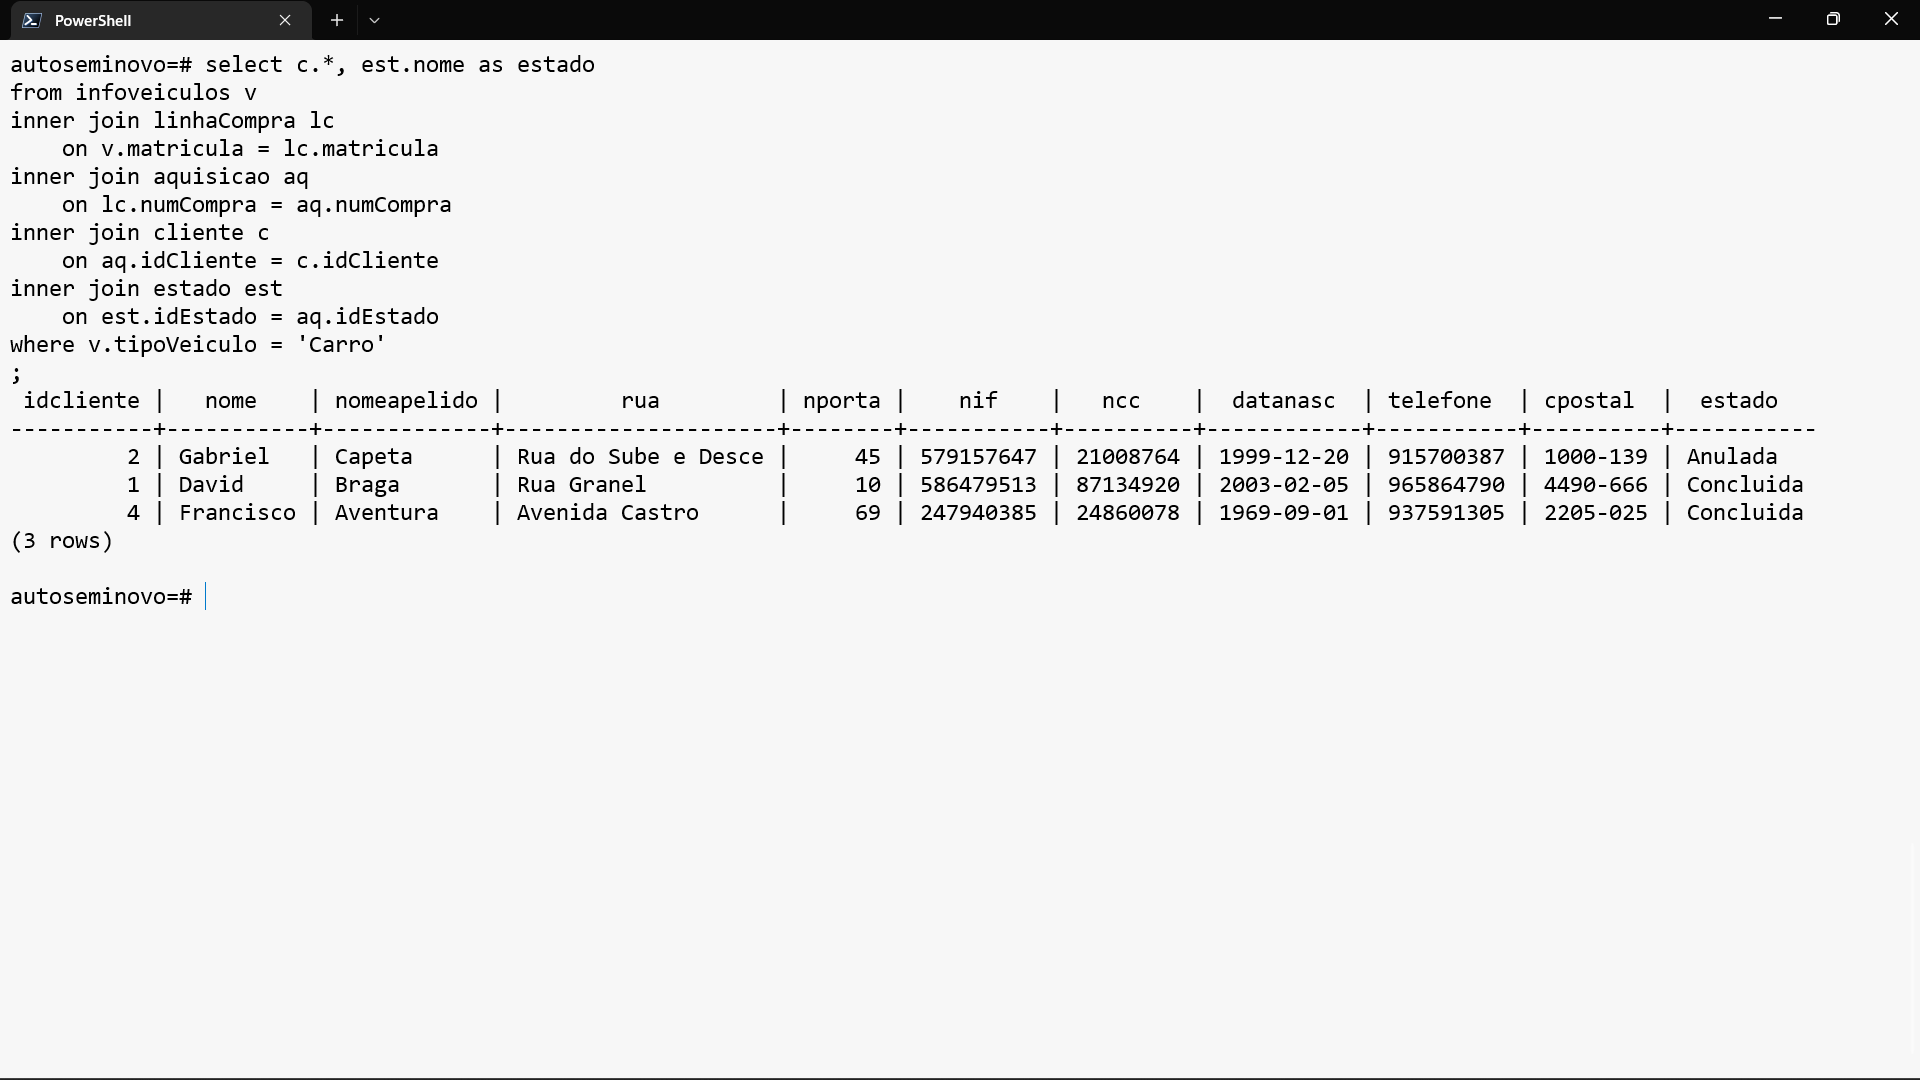 PowerShell
autoseminovo=# select c.*, est.nome as estado
from infoveiculos v
inner join linhaCompra lc
    on v.matricula = lc.matricula
inner join aquisicao aq
    on lc.numCompra = aq.numCompra
inner join cliente c
    on aq.idCliente = c.idCliente
inner join estado est
    on est.idEstado = aq.idEstado
where v.tipoVeiculo = 'Carro'
;
 idcliente |   nome    | nomeapelido |         rua         | nporta |    nif    |   ncc    |  datanasc  | telefone  | cpostal  |  estado
-----------+-----------+-------------+---------------------+--------+-----------+----------+------------+-----------+----------+-----------
         2 | Gabriel   | Capeta      | Rua do Sube e Desce |     45 | 579157647 | 21008764 | 1999-12-20 | 915700387 | 1000-139 | Anulada
         1 | David     | Braga       | Rua Granel          |     10 | 586479513 | 87134920 | 2003-02-05 | 965864790 | 4490-666 | Concluida
         4 | Francisco | Aventura    | Avenida Castro      |     69 | 247940385 | 24860078 | 1969-09-01 | 937591305 | 2205-025 | Concluida
(3 rows)
autoseminovo=#